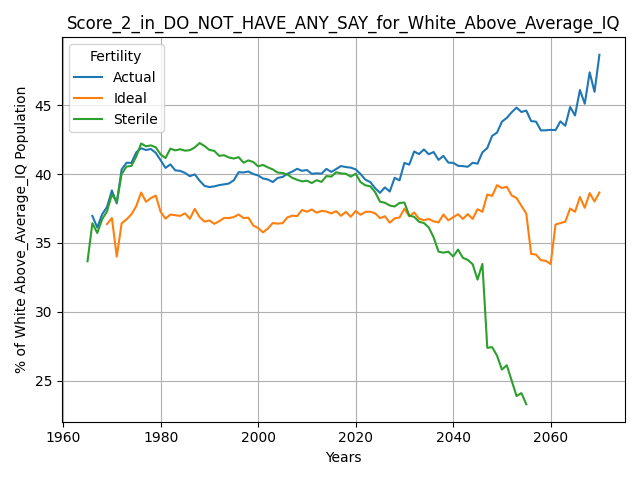 Score_2_in_DO_NOT_HAVE_ANY_SAY_for_White_Above_Average_IQ
Fertility
Actual
Ideal
Sterile
% of White Above_Average_IQ Population
45
40
35
30
25
1960
1980
2000
2020
2040
2060
Years